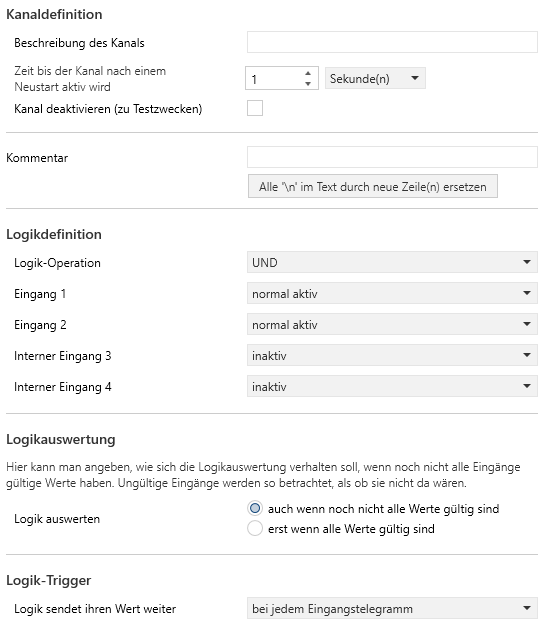 Kanaldefinition
Beschreibung des Kanals
Zeit bis der Kanal nach einem
Neustart aktiv wird
1
Sekunde(n)
Kanal deaktivieren (zu Testzwecken)
Kommentar
Alle '\n' im Text durch neue Zeile(n) ersetzen
Logikdefinition
Logik-Operation
UND
Eingang 1
normal aktiv
Eingang 2
normal aktiv
Interner Eingang 3
inaktiv
Interner Eingang 4
inaktiv
Logikauswertung
Hier kann man angeben, wie sich die Logikauswertung verhalten soll, wenn noch nicht alle Eingänge
gültige Werte haben. Ungültige Eingänge werden so betrachtet, als ob sie nicht da wären.
Logik auswerten
auch wenn noch nicht alle Werte gültig sind
erst wenn alle Werte gültig sind
Logik-Trigger
Logik sendet ihren Wert weiter
bei jedem Eingangstelegramm